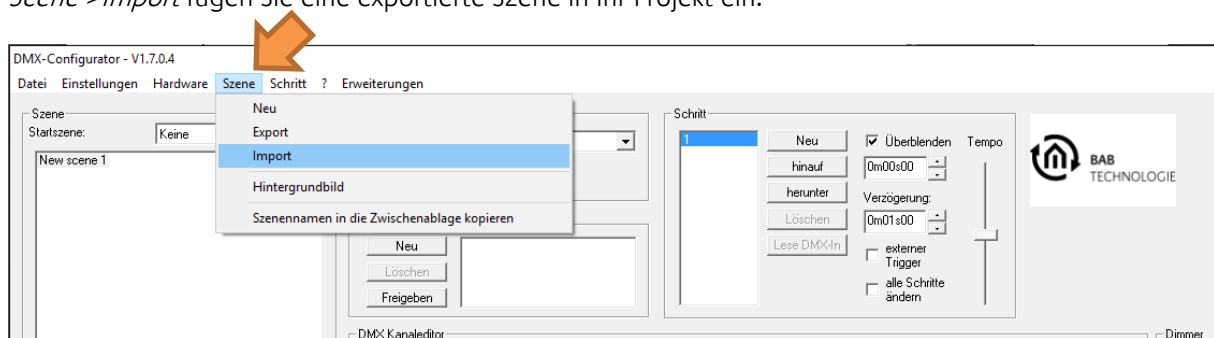 Szene >Import fügen Sie eine exportierte Szene in ihr Projekt ein.
DMX-Configurator - V1.7.0.4
Datei Einstellungen Hardware Szene Schritt ? Erweiterungen
Szene
Startszene: Keine
New scene 1
Neu
Export
Import
Hintergrundbild
Szenennamen in die Zwischenablage kopieren
Neu
Löschen
Freigeben
Schritt
1
Neu
hinauf
herunter
Löschen
Lese DMX-In
Überblenden
0m00s00
Verzögerung:
0m01s00
externer
Trigger
alle Schritte
ändern
Tempo
BAB
TECHNOLOGIE
DMX Kanaleditor
Dimmer